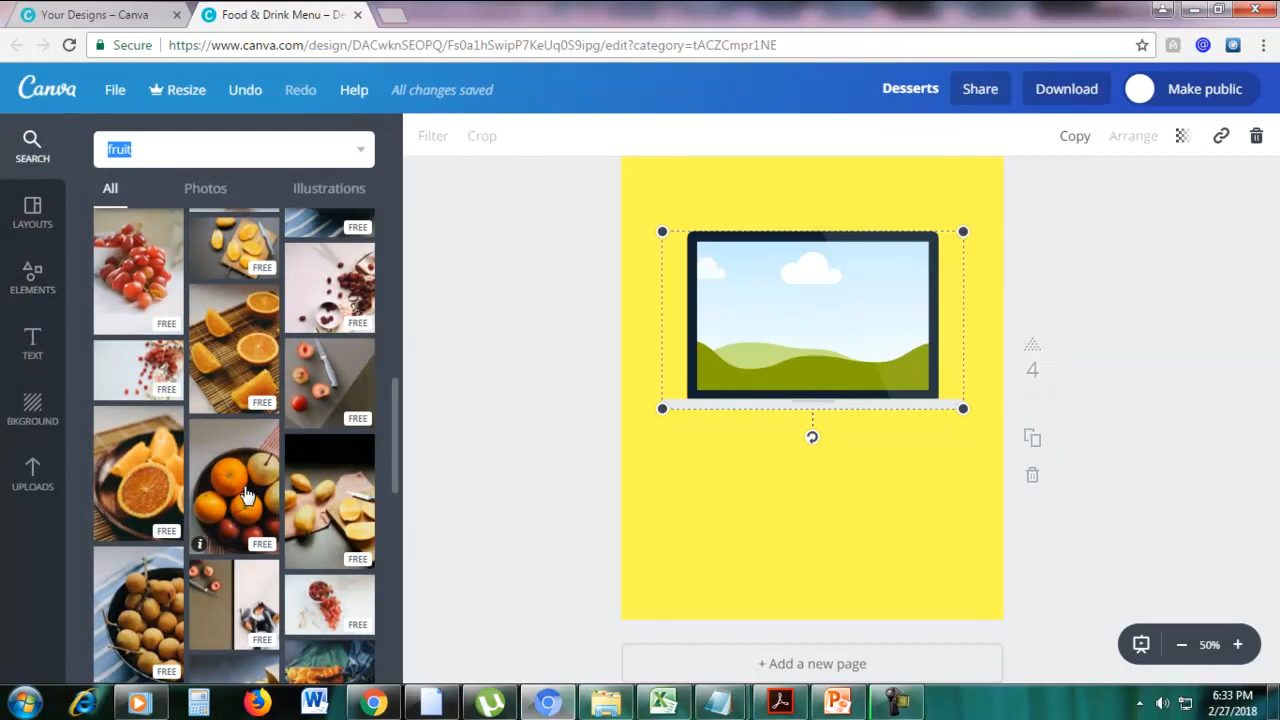 Your Designs – Canva
Food & Drink Menu – De
Secure
https://www.canva.com/design/DACwknSEOPQ/Fs0a1hSwipP7KeUq0S9ipg/edit?category=tACZCmpr1NE
Canva
File
Resize
Undo
Redo
Help
All changes saved
Desserts
Share
Download
Make public
SEARCH
LAYOUTS
ELEMENTS
TEXT
BKGROUND
UPLOADS
fruit
All
Photos
Illustrations
FREE
FREE
FREE
FREE
FREE
FREE
FREE
FREE
FREE
FREE
FREE
FREE
FREE
FREE
Filter
Crop
Copy
Arrange
4
+ Add a new page
50%
6:33 PM
2/27/2018